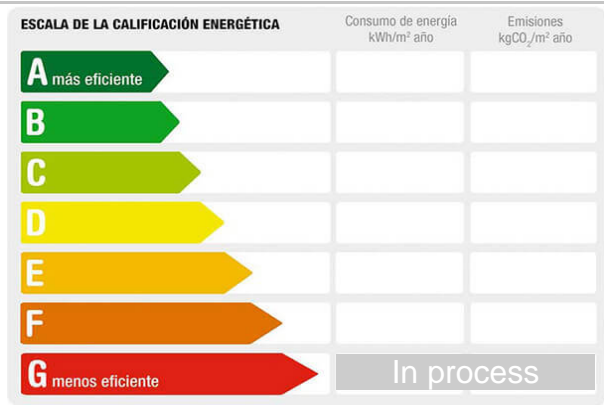 ESCALA DE LA CALIFICACIÓN ENERGÉTICA
Consumo de energía
kWh/m² año
Emisiones
kgCO₂/m² año
A más eficiente
B
C
D
E
F
G menos eficiente
In process